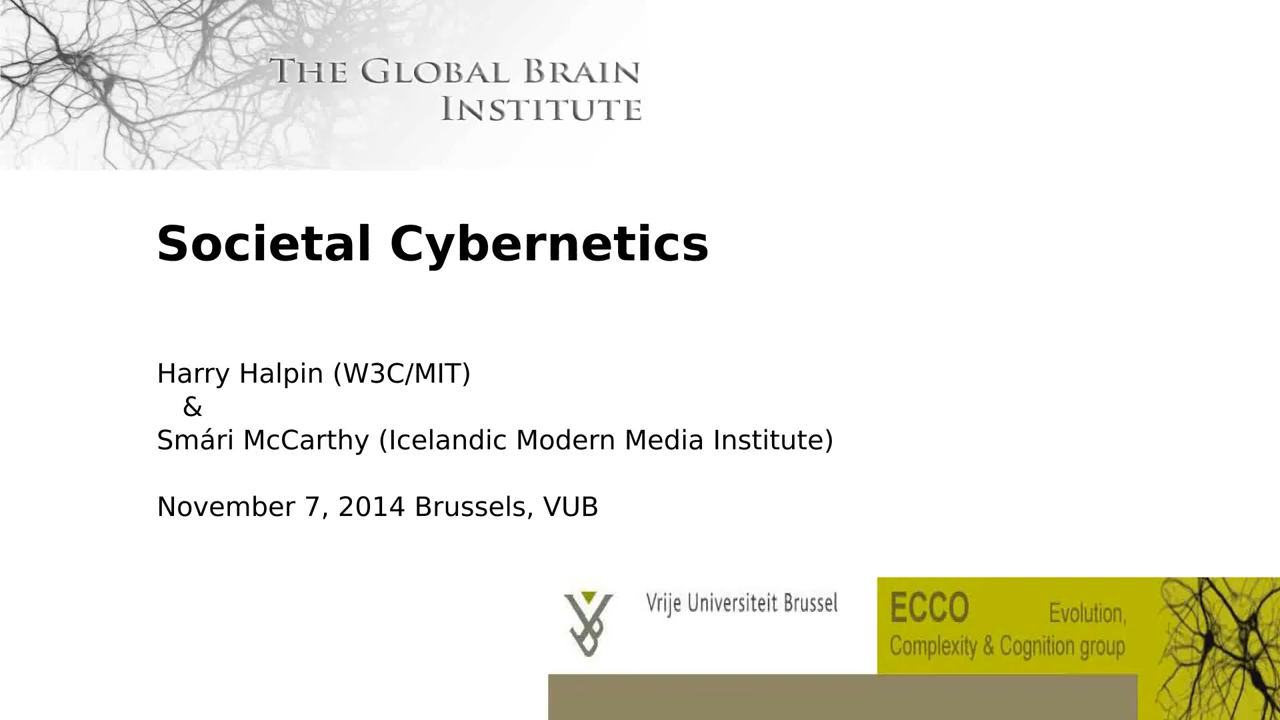 THE GLOBAL BRAIN
INSTITUTE
Societal Cybernetics
Harry Halpin (W3C/MIT)
&
Smári McCarthy (Icelandic Modern Media Institute)
November 7, 2014 Brussels, VUB
Vrije Universiteit Brussel
ECCO Evolution,
Complexity & Cognition group